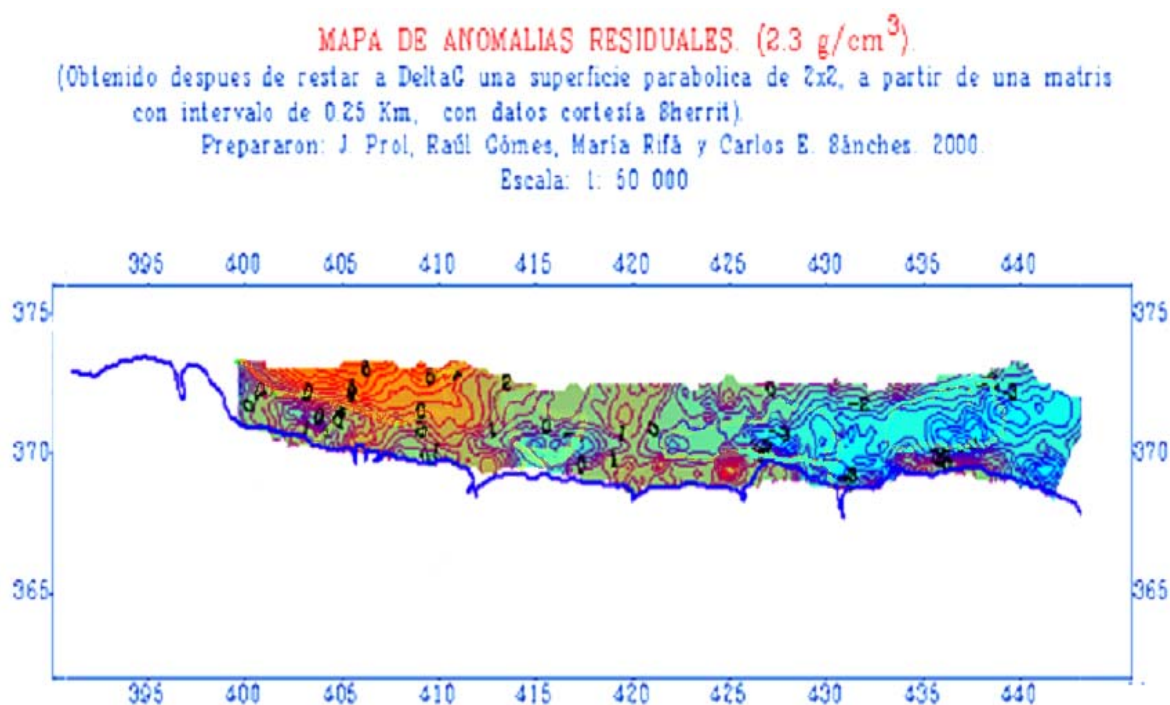 MAPA DE ANOMALIAS RESIDUALES. (2.3 g/cm³).
(Obtenido despues de restar a DeltaG una superficie parabolica de 2x2, a partir de una matris
con intervalo de 0.25 Km, con datos cortesía Sherrit).
Prepararon: J. Prol, Raúl Gómes, María Rifá y Carlos E. Sánches. 2000.
Escala: 1: 50 000
395 400 405 410 415 420 425 430 435 440
375 375
370 370
365 365
395 400 405 410 415 420 425 430 435 440